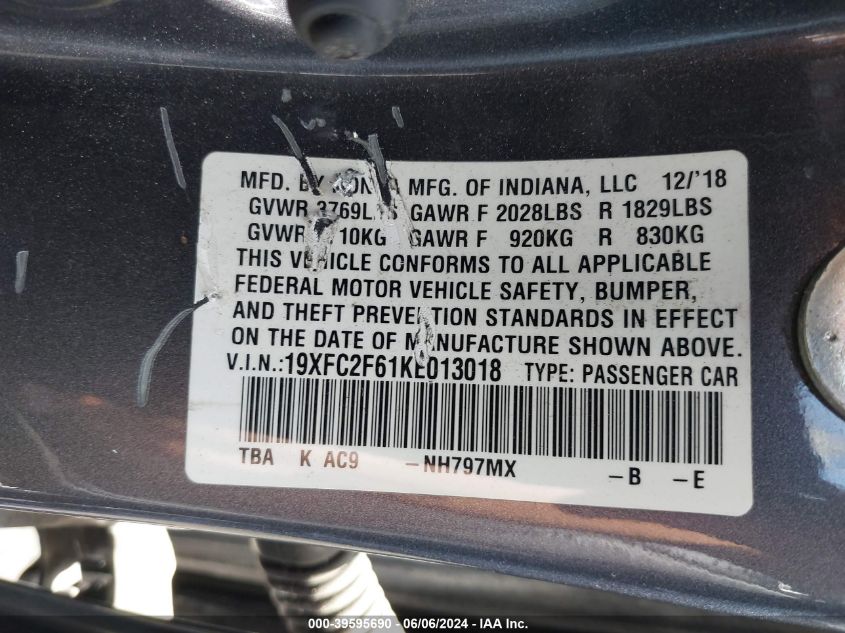 MFD. BY HONDA MFG. OF INDIANA, LLC 12/'18
GVWR 3769LBS GAWR F 2028LBS R 1829LBS
GVWR 10KG GAWR F 920KG R 830KG
THIS VEHICLE CONFORMS TO ALL APPLICABLE
FEDERAL MOTOR VEHICLE SAFETY, BUMPER,
AND THEFT PREVENTION STANDARDS IN EFFECT
ON THE DATE OF MANUFACTURE SHOWN ABOVE.
V.I.N.:19XFC2F61KE013018 TYPE: PASSENGER CAR
TBA K AC9 -NH797MX -B -E
000-39595690 - 06/06/2024 - IAA Inc.